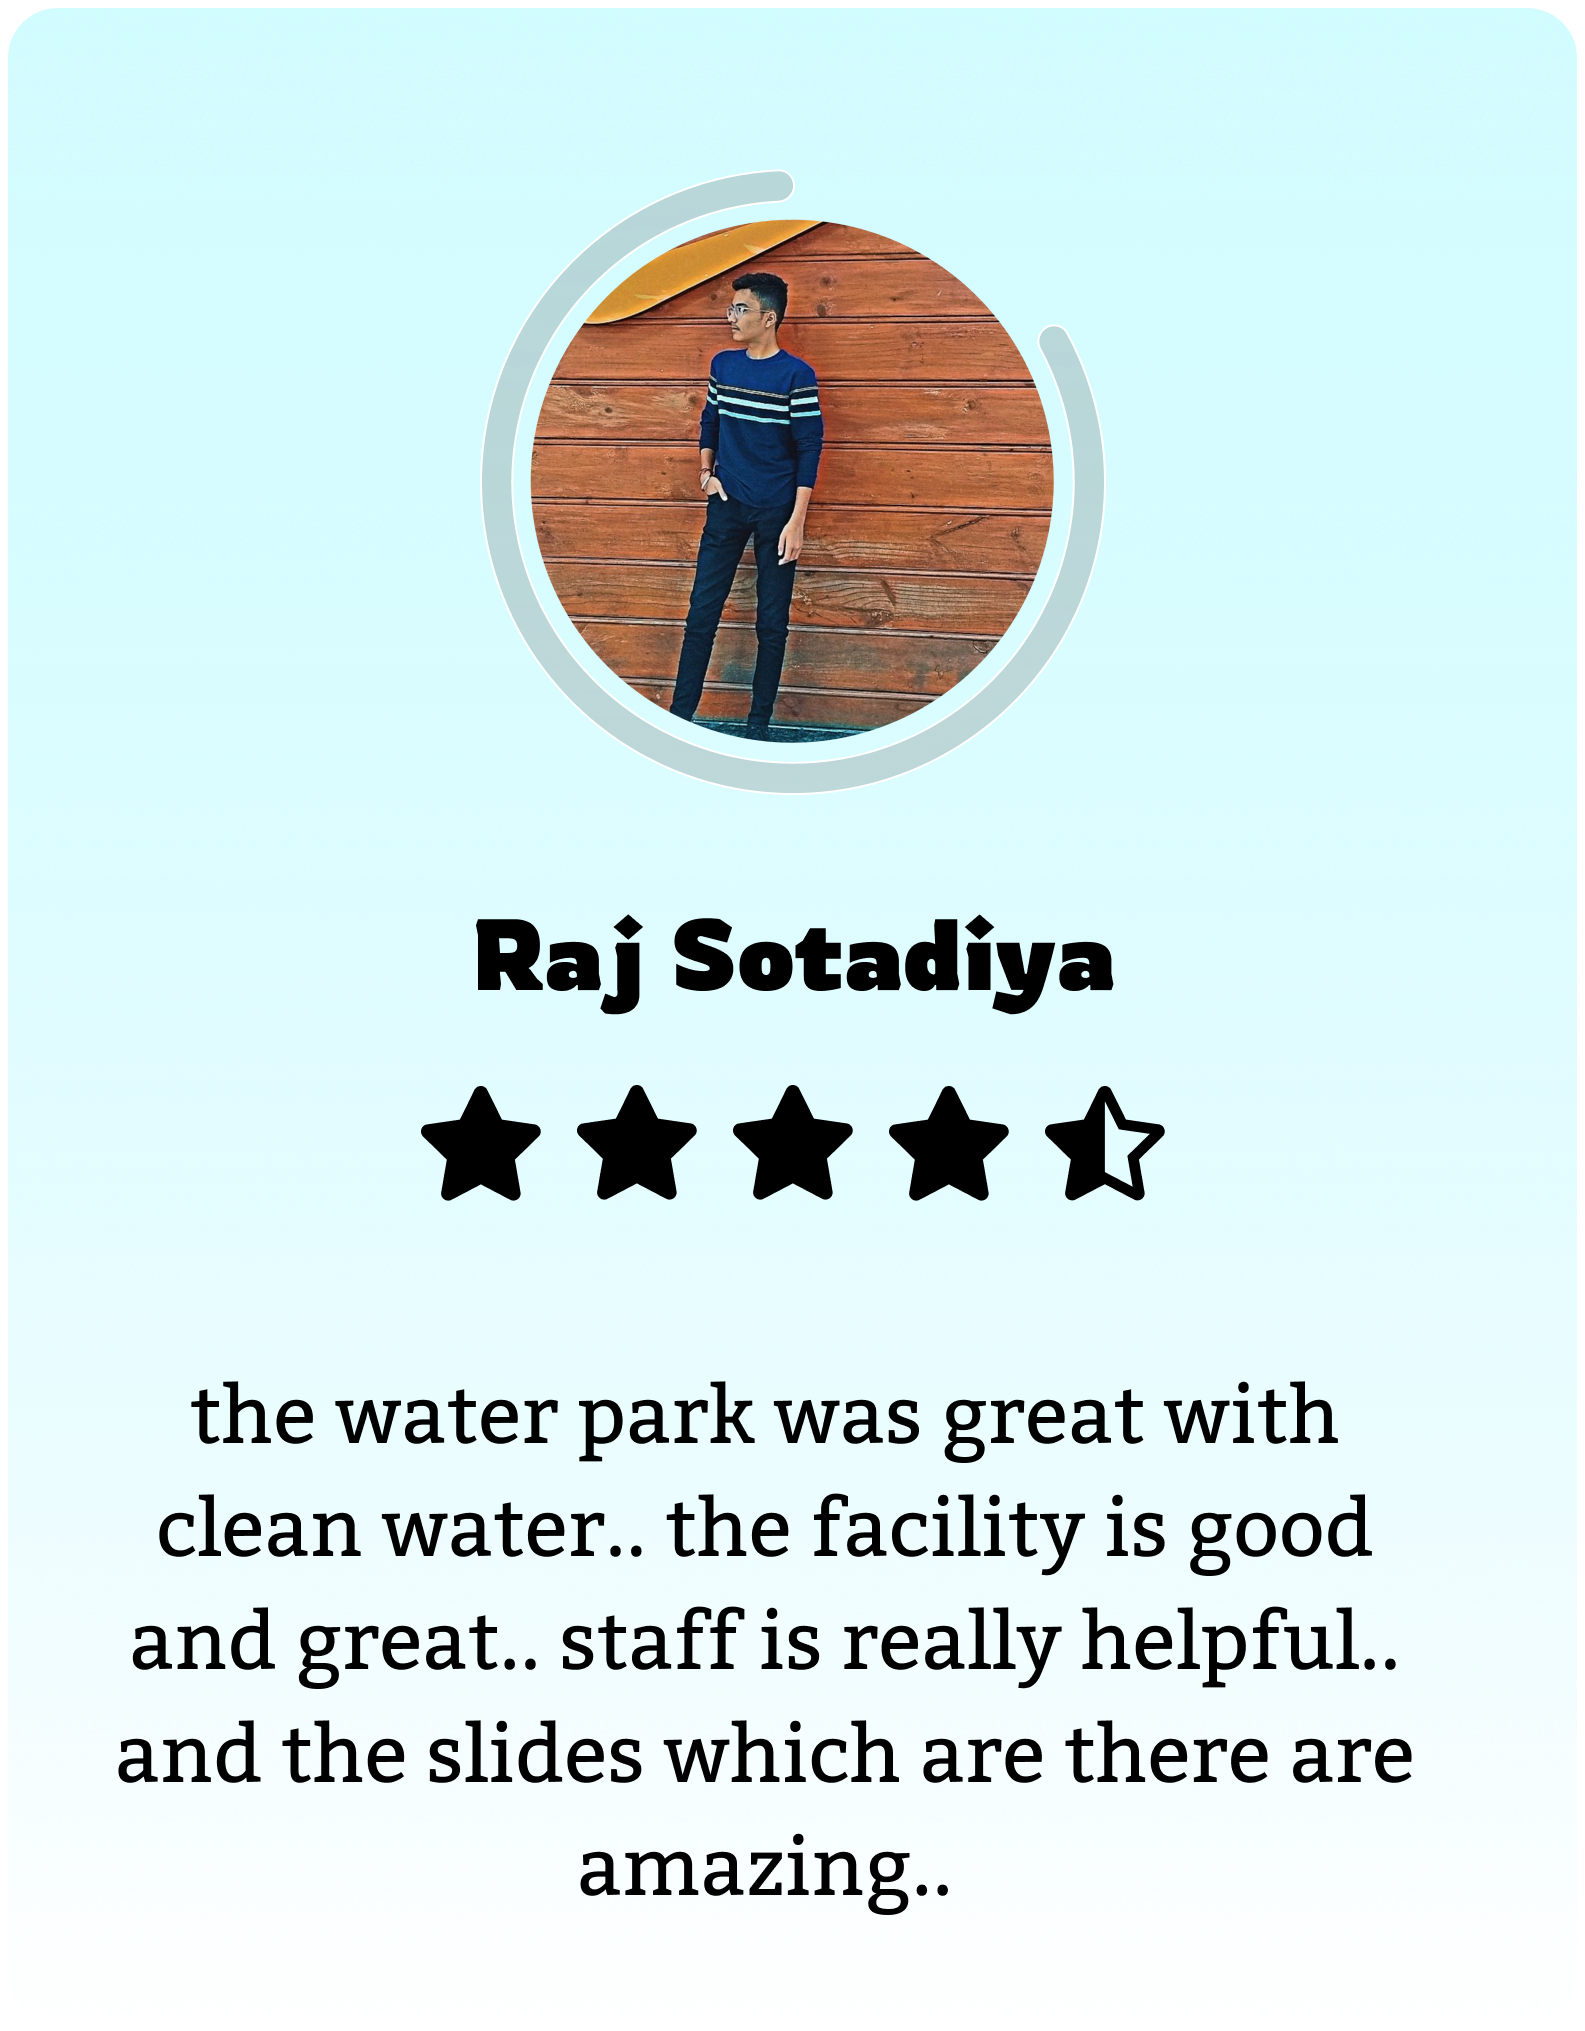 Raj Sotadiya
the water park was great with
clean water.. the facility is good
and great.. staff is really helpful..
and the slides which are there are
amazing..